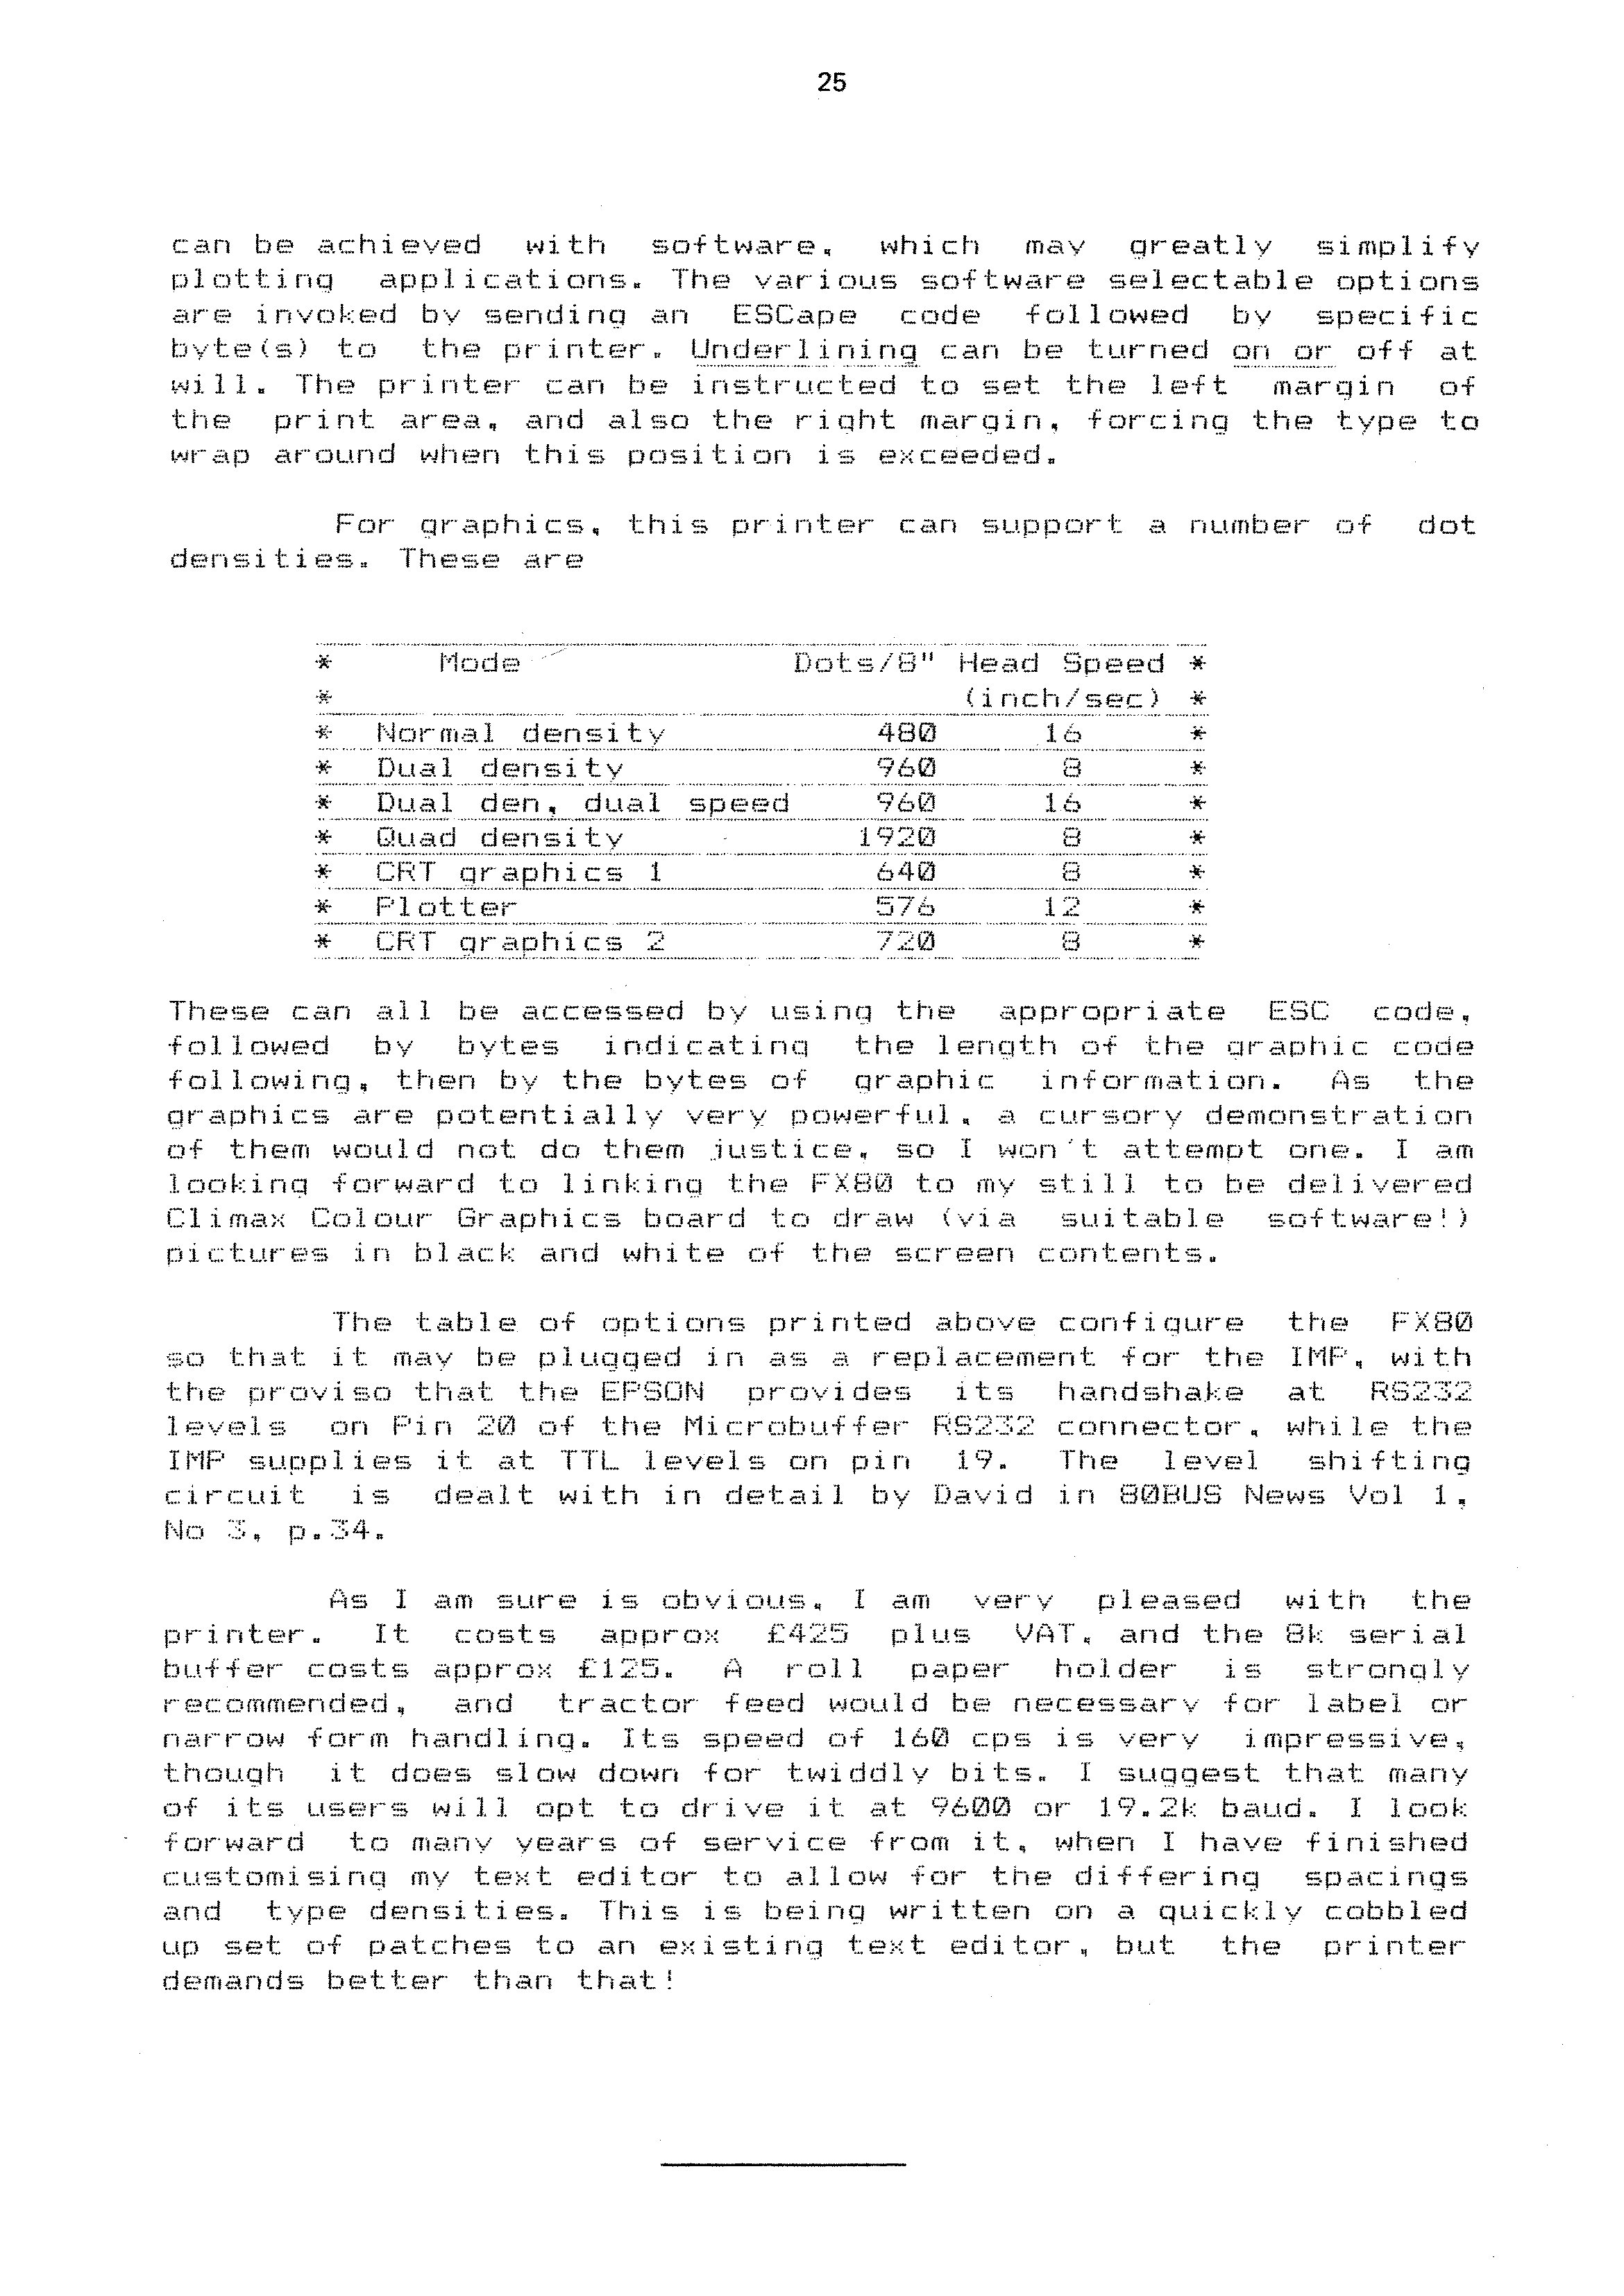 25
can be achieved with software, which may greatly simplify
plotting applications. The various software selectable options
are invoked by sending an ESCape code followed by specific
byte(s) to the printer. Underlining can be turned on or off at
will. The printer can be instructed to set the left margin of
the print area, and also the right margin, forcing the type to
wrap around when this position is exceeded.
For graphics, this printer can support a number of dot
densities. These are
* Mode Dots/8" Head Speed *
* (inch/sec) *
* Normal density 480 16 *
* Dual density 960 8 *
* Dual den, dual speed 960 16 *
* Quad density 1920 8 *
* CRT graphics 1 640 8 *
* Plotter 576 12 *
* CRT graphics 2 720 8 *
These can all be accessed by using the appropriate ESC code,
followed by bytes indicating the length of the graphic code
following, then by the bytes of graphic information. As the
graphics are potentially very powerful, a cursory demonstration
of them would not do them justice, so I won't attempt one. I am
looking forward to linking the FX80 to my still to be delivered
Climax Colour Graphics board to draw (via suitable software!)
pictures in black and white of the screen contents.
The table of options printed above configure the FX80
so that it may be plugged in as a replacement for the IMP, with
the proviso that the EPSON provides its handshake at RS232
levels on Pin 20 of the Microbuffer RS232 connector, while the
IMP supplies it at TTL levels on pin 19. The level shifting
circuit is dealt with in detail by David in 80BUS News Vol 1,
No 3, p.34.
As I am sure is obvious, I am very pleased with the
printer. It costs approx £425 plus VAT, and the 8k serial
buffer costs approx £125. A roll paper holder is strongly
recommended, and tractor feed would be necessary for label or
narrow form handling. Its speed of 160 cps is very impressive,
though it does slow down for twiddly bits. I suggest that many
of its users will opt to drive it at 9600 or 19.2k baud. I look
forward to many years of service from it, when I have finished
customising my text editor to allow for the differing spacings
and type densities. This is being written on a quickly cobbled
up set of patches to an existing text editor, but the printer
demands better than that!